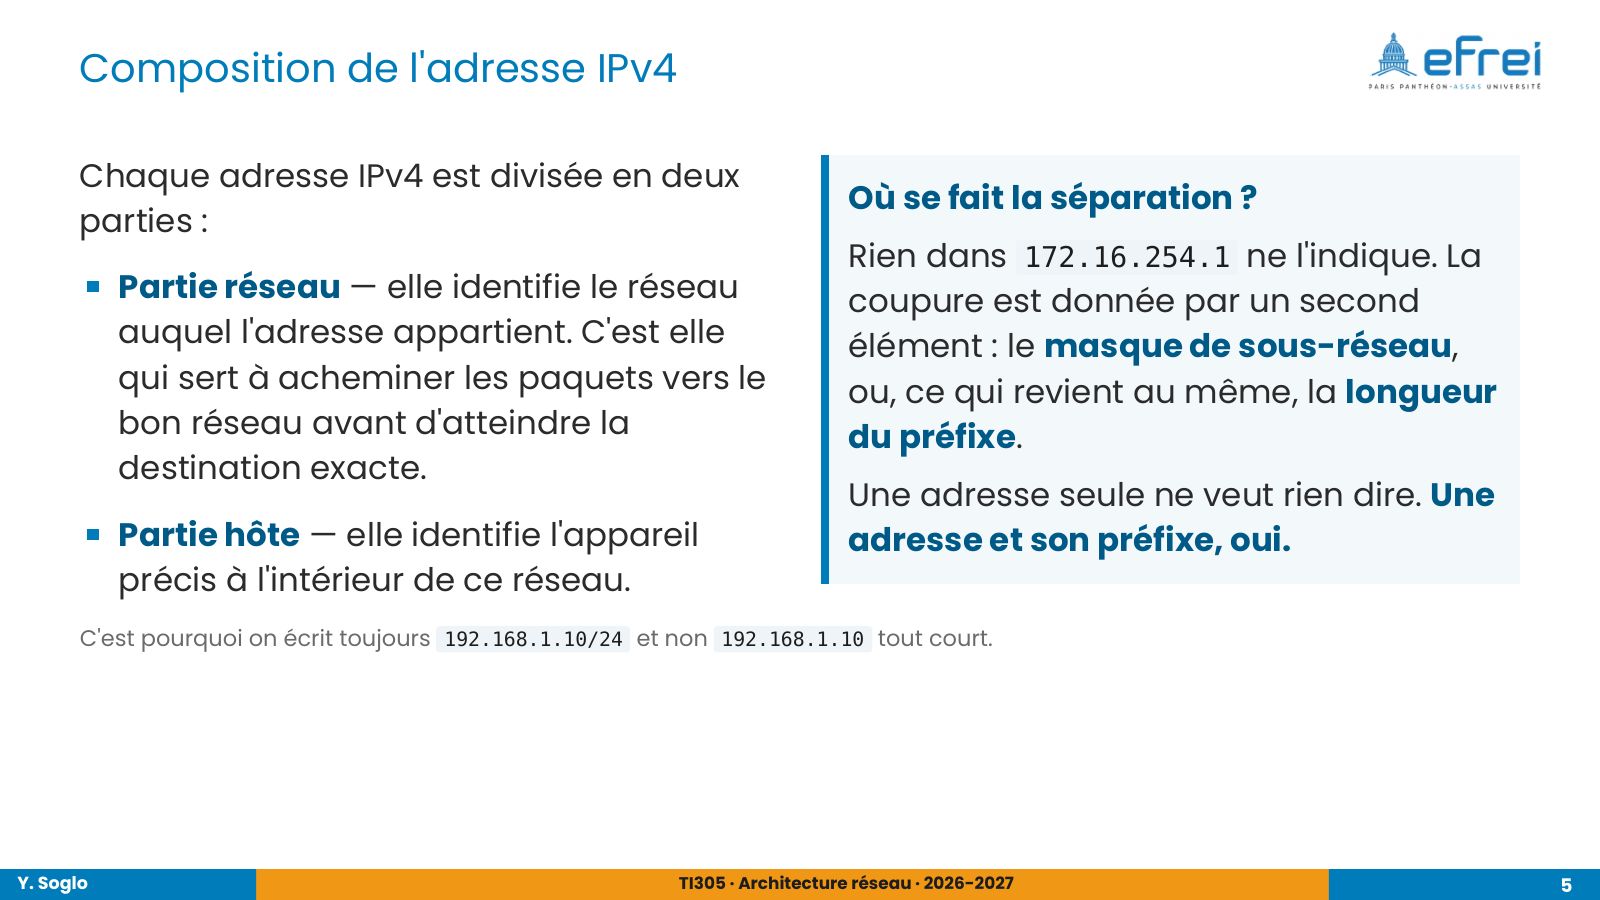 Composition de l'adresse IPv4
efrei
PARIS PANTHÉON-ASSAS UNIVERSITÉ
Chaque adresse IPv4 est divisée en deux
parties :
Partie réseau — elle identifie le réseau
auquel l'adresse appartient. C'est elle
qui sert à acheminer les paquets vers le
bon réseau avant d'atteindre la
destination exacte.
Partie hôte — elle identifie l'appareil
précis à l'intérieur de ce réseau.
Où se fait la séparation ?
Rien dans 172.16.254.1 ne l'indique. La
coupure est donnée par un second
élément : le masque de sous-réseau,
ou, ce qui revient au même, la longueur
du préfixe.
Une adresse seule ne veut rien dire. Une
adresse et son préfixe, oui.
C'est pourquoi on écrit toujours 192.168.1.10/24 et non 192.168.1.10 tout court.
Y. Soglo
TI305 · Architecture réseau · 2026-2027
5